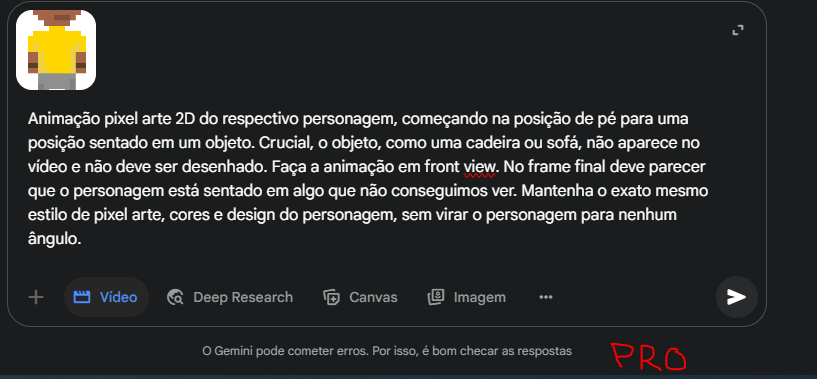 Animação pixel arte 2D do respectivo personagem, começando na posição de pé para uma
posição sentado em um objeto. Crucial, o objeto, como uma cadeira ou sofá, não aparece no
vídeo e não deve ser desenhado. Faça a animação em front view. No frame final deve parecer
que o personagem está sentado em algo que não conseguimos ver. Mantenha o exato mesmo
estilo de pixel arte, cores e design do personagem, sem virar o personagem para nenhum
ângulo.
Vídeo Deep Research Canvas Imagem
O Gemini pode cometer erros. Por isso, é bom checar as respostas
PRO